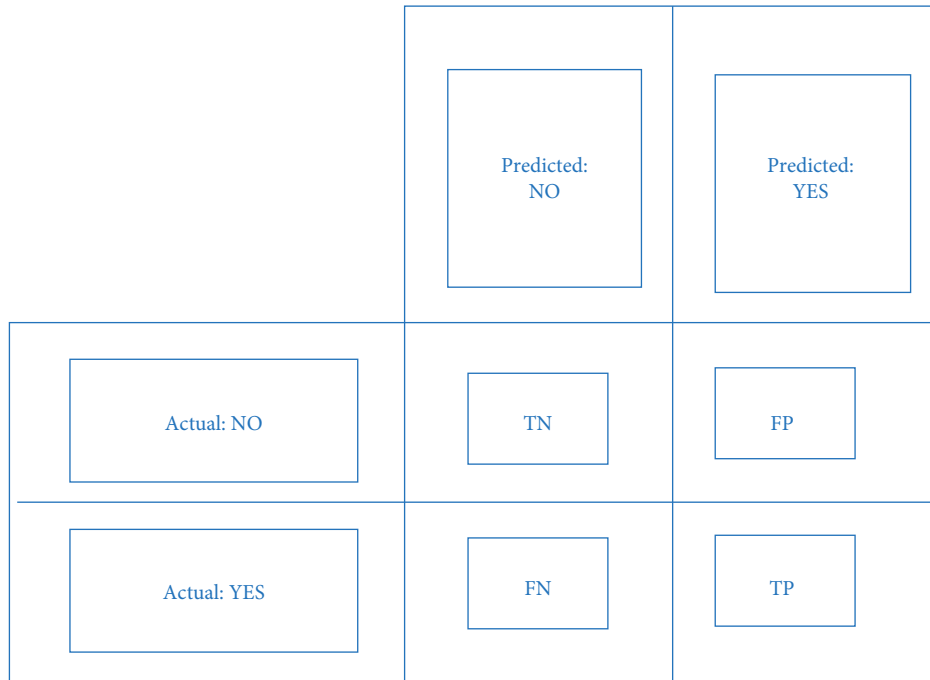 Predicted:
NO
Predicted:
YES
Actual: NO
TN
FP
Actual: YES
FN
TP